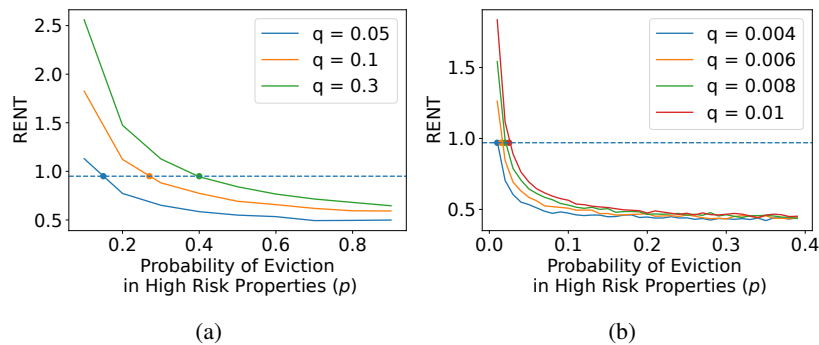 2.5
2.0
1.5
1.0
0.5
RENT
q = 0.05
q = 0.1
q = 0.3
0.2 0.4 0.6 0.8
Probability of Eviction
in High Risk Properties (p)
(a)
1.5
1.0
0.5
RENT
q = 0.004
q = 0.006
q = 0.008
q = 0.01
0.0 0.1 0.2 0.3 0.4
Probability of Eviction
in High Risk Properties (p)
(b)